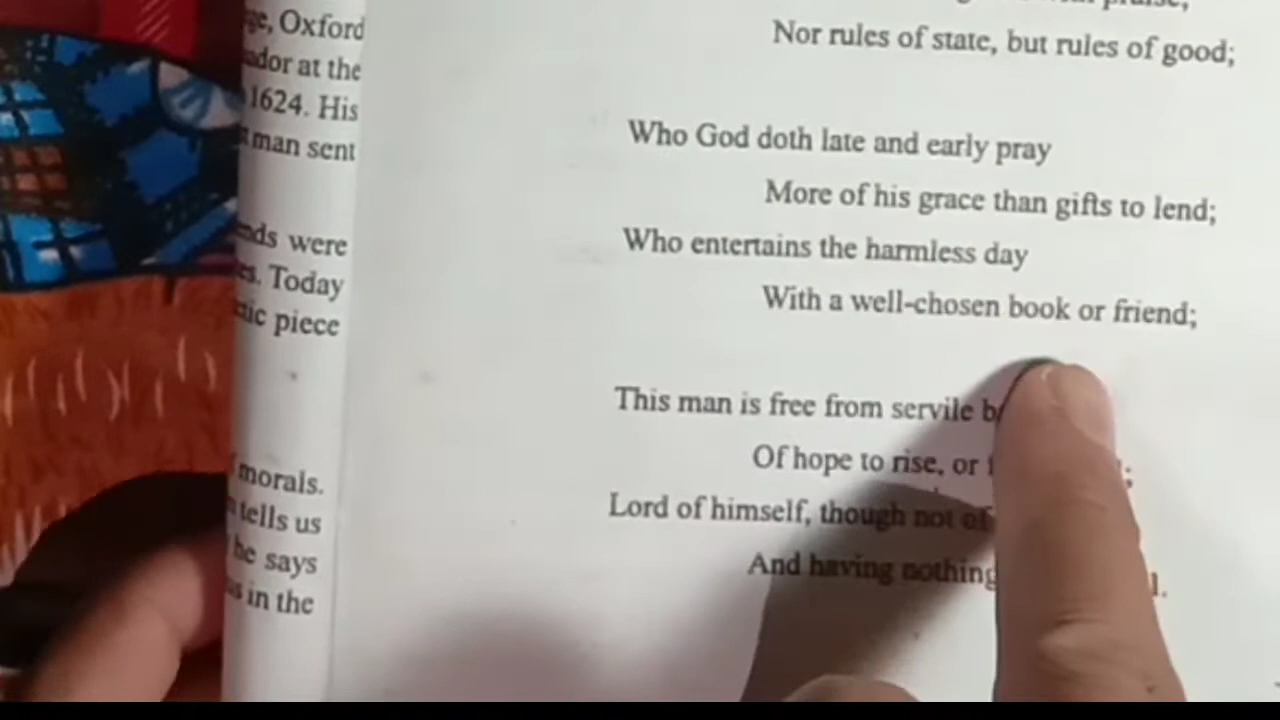 Oxford
at the
1624. His
man sent
were
Today
piece
morals.
tells us
he says
in the
Nor rules of state, but rules of good;
Who God doth late and early pray
More of his grace than gifts to lend;
Who entertains the harmless day
With a well-chosen book or friend;
This man is free from servile
Of hope to rise, or
Lord of himself, though not of
And having nothing